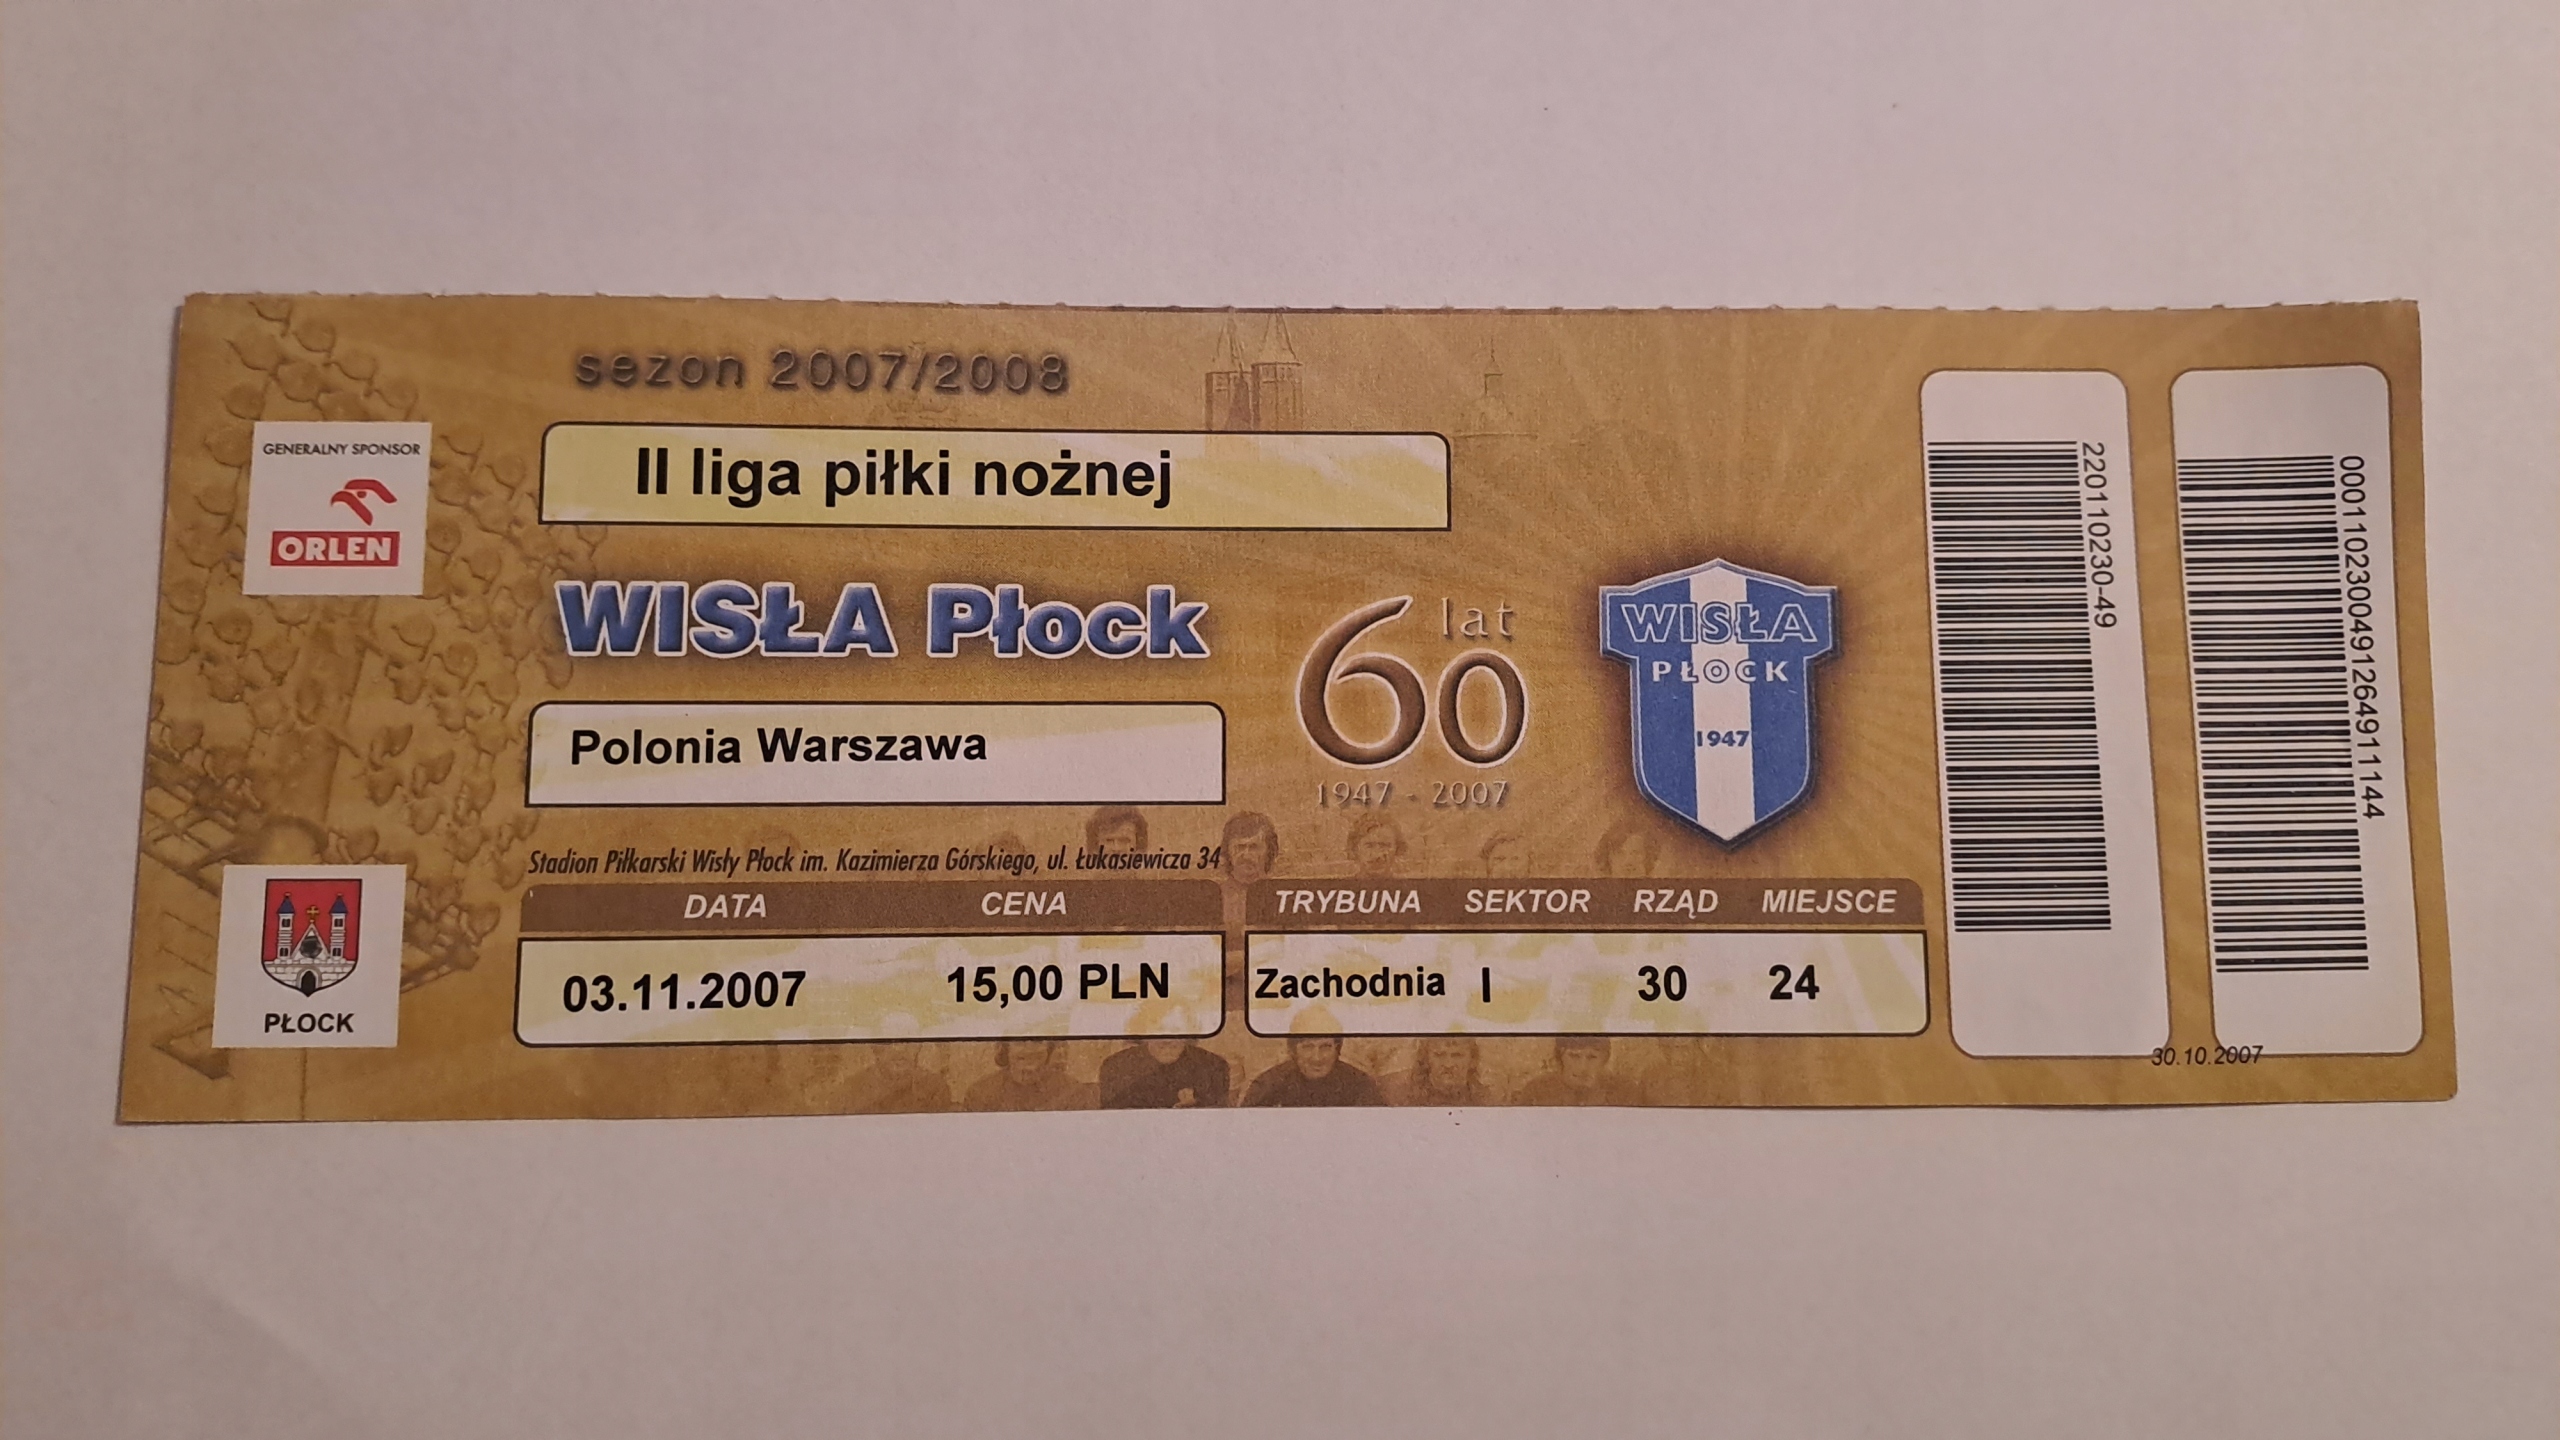 sezon 2007/2008
GENERALNY SPONSOR
ORLEN
II liga piłki nożnej
WISŁA Płock
Polonia Warszawa
60 lat
1947 - 2007
WISŁA
PŁOCK
1947
Stadion Piłkarski Wisły Płock im. Kazimierza Górskiego, ul. Łukasiewicza 34
DATA CENA TRYBUNA SEKTOR RZĄD MIEJSCE
03.11.2007 15,00 PLN Zachodnia I 30 24
PŁOCK
220110230-49
0001102300491264911144
30.10.2007